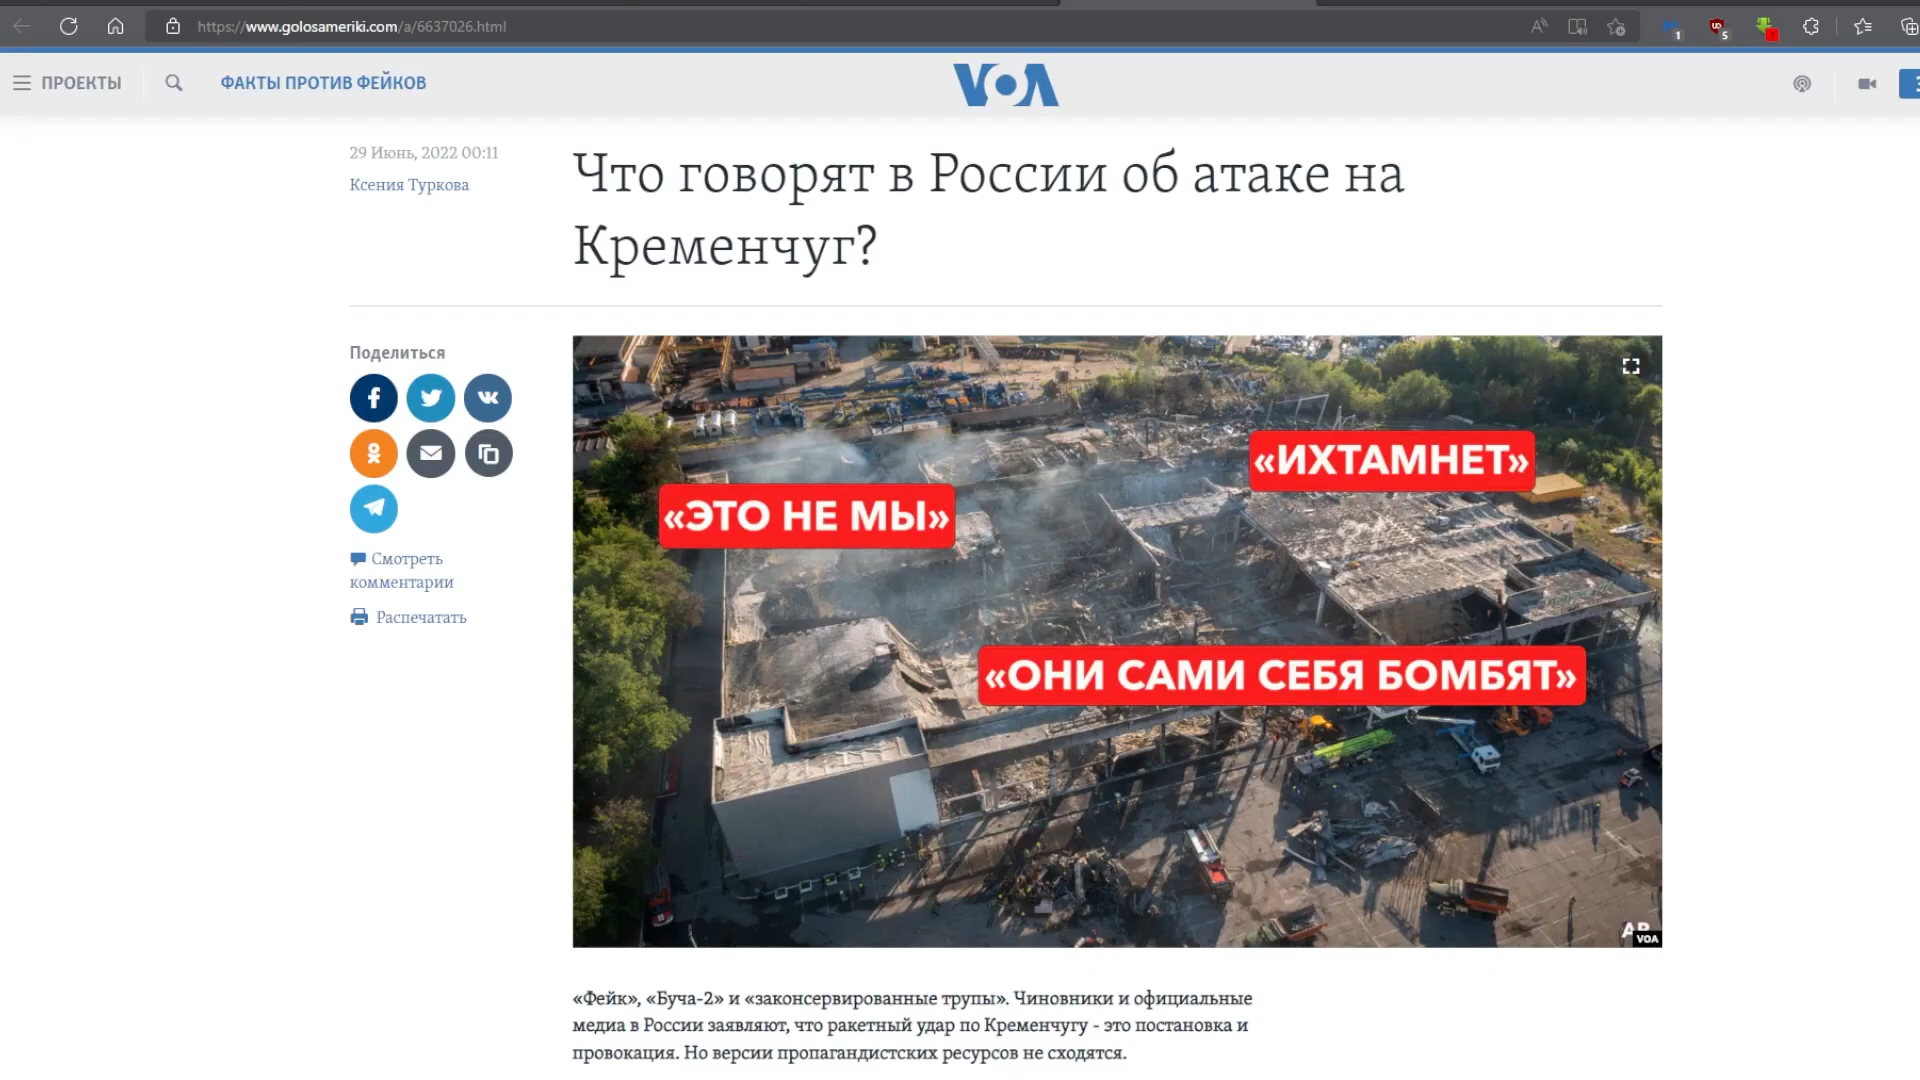 https://www.golosameriki.com/a/6637026.html
1
5
?
ПРОЕКТЫ
ФАКТЫ ПРОТИВ ФЕЙКОВ
VOA
29 Июнь, 2022 00:11
Ксения Туркова
Что говорят в России об атаке на
Кременчуг?
Поделиться
Смотреть
комментарии
Распечатать
«ИХТАМНЕТ»
«ЭТО НЕ МЫ»
«ОНИ САМИ СЕБЯ БОМБЯТ»
VOA
«Фейк», «Буча-2» и «законсервированные трупы». Чиновники и официальные
медиа в России заявляют, что ракетный удар по Кременчугу - это постановка и
провокация. Но версии пропагандистских ресурсов не сходятся.